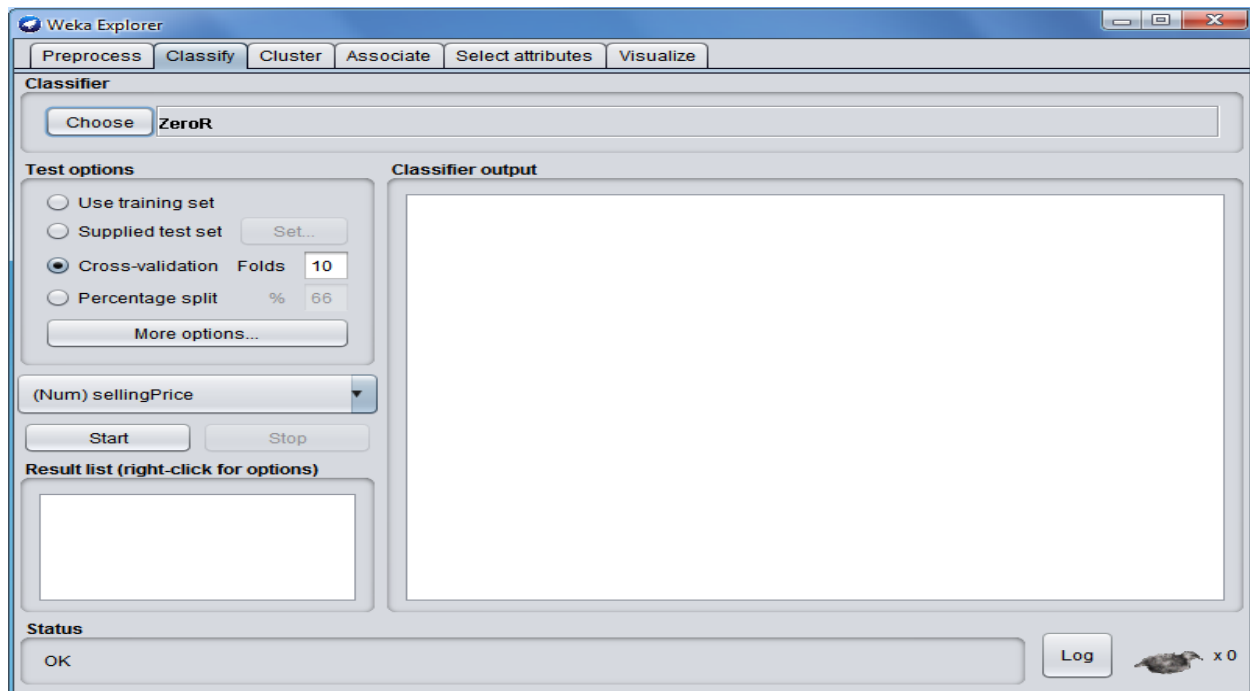 Weka Explorer
Preprocess Classify Cluster Associate Select attributes Visualize
Classifier
Choose ZeroR
Test options
Use training set
Supplied test set Set...
Cross-validation Folds 10
Percentage split % 66
More options...
(Num) sellingPrice
Start Stop
Result list (right-click for options)
Classifier output
Status
OK
Log
x 0